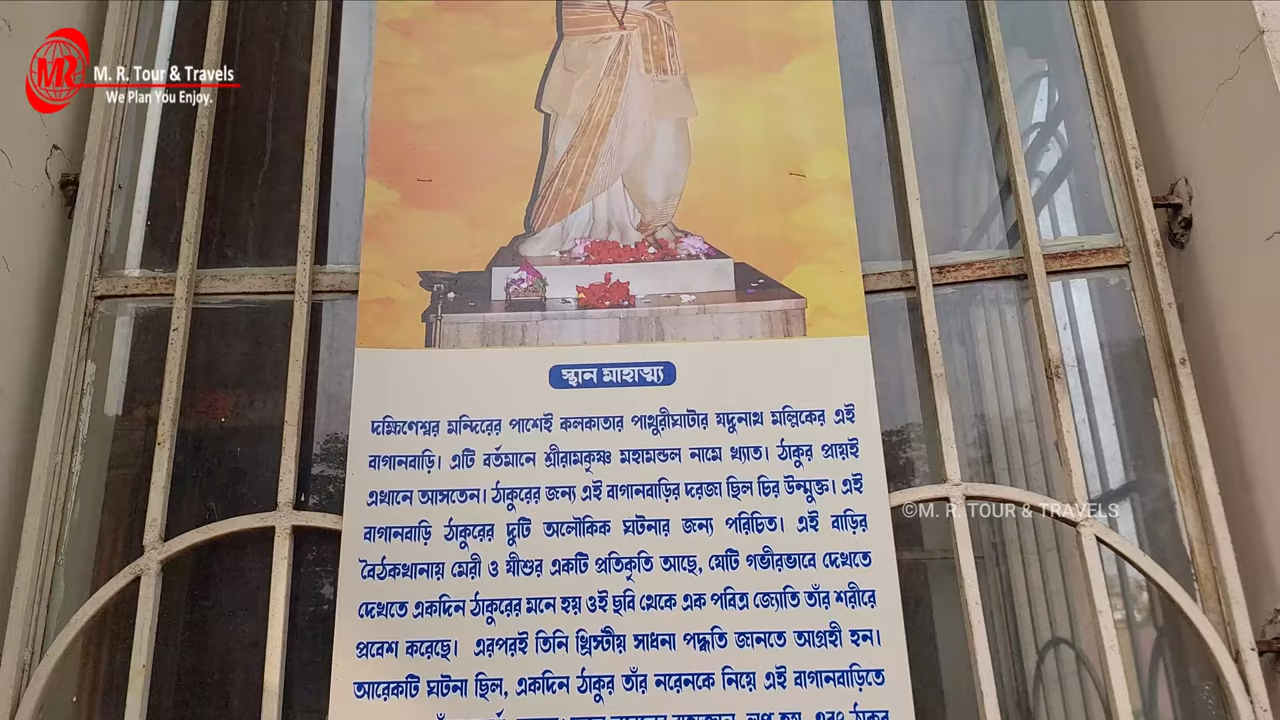 MR
M. R. Tour & Travels
We Plan You Enjoy.
স্থান মাহাত্ম্য
দক্ষিণেশ্বর মন্দিরের পাশেই কলকাতার পাথুরীঘাটার যদুনাথ মল্লিকের এই
বাগানবাড়ি। এটি বর্তমানে শ্রীরামকৃষ্ণ মহামন্ডল নামে খ্যাত। ঠাকুর প্রায়ই
এখানে আসতেন। ঠাকুরের জন্য এই বাগানবাড়ির দরজা ছিল চির উন্মুক্ত। এই
বাগানবাড়ি ঠাকুরের দুটি অলৌকিক ঘটনার জন্য পরিচিত। এই বাড়ির
বৈঠকখানায় মেরী ও যীশুর একটি প্রতিকৃতি আছে, যেটি গভীরভাবে দেখতে
দেখতে একদিন ঠাকুরের মনে হয় ওই ছবি থেকে এক পবিত্র জ্যোতি তাঁর শরীরে
প্রবেশ করেছে। এরপরই তিনি খ্রিস্টীয় সাধনা পদ্ধতি জানতে আগ্রহী হন।
আরেকটি ঘটনা ছিল, একদিন ঠাকুর তাঁর নরেনকে নিয়ে এই বাগানবাড়িতে
©M. R. TOUR & TRAVELS